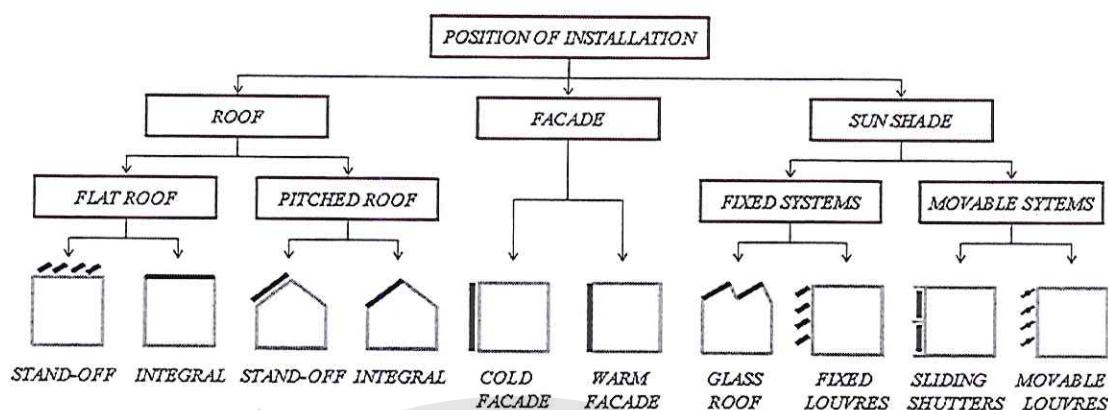 POSITION OF INSTALLATION
ROOF
FACADE
SUN SHADE
FLAT ROOF
PITCHED ROOF
FIXED SYSTEMS
MOVABLE SYTEMS
STAND-OFF
INTEGRAL
STAND-OFF
INTEGRAL
COLD
FACADE
WARM
FACADE
GLASS
ROOF
FIXED
LOUVRES
SLIDING
SHUTTERS
MOVABLE
LOUVRES